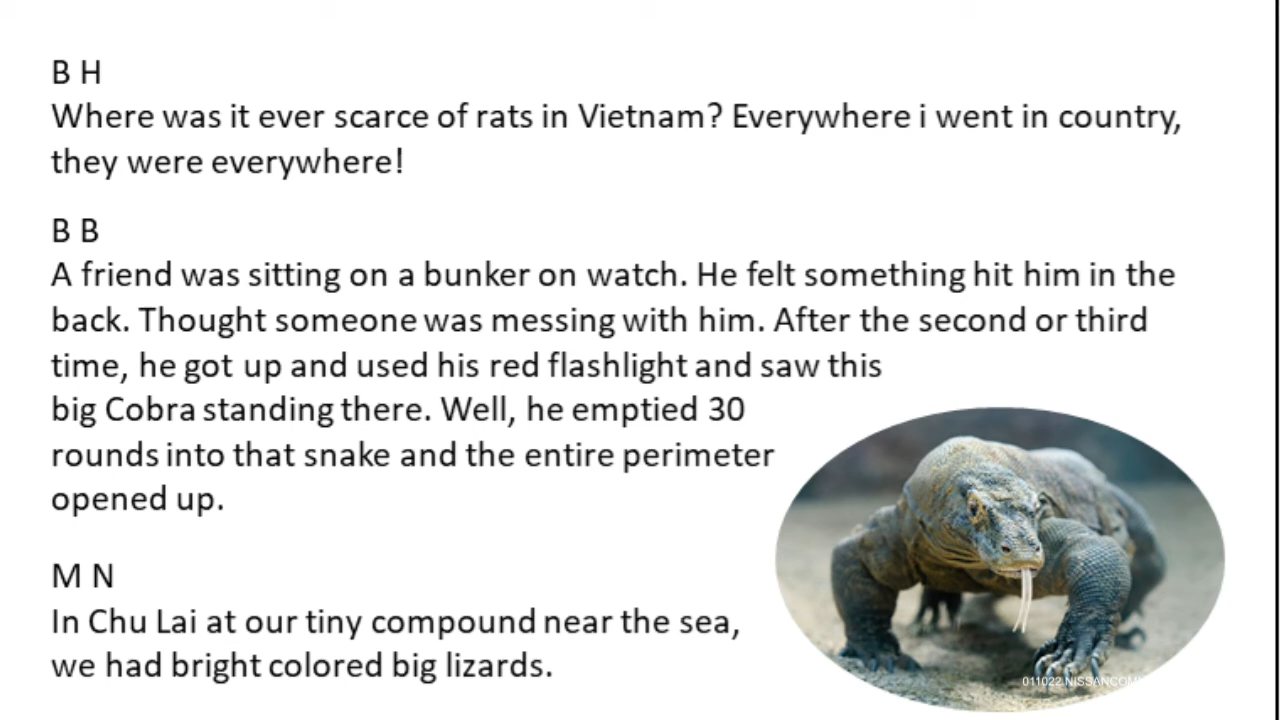 B H
Where was it ever scarce of rats in Vietnam? Everywhere i went in country,
they were everywhere!
B B
A friend was sitting on a bunker on watch. He felt something hit him in the
back. Thought someone was messing with him. After the second or third
time, he got up and used his red flashlight and saw this
big Cobra standing there. Well, he emptied 30
rounds into that snake and the entire perimeter
opened up.
M N
In Chu Lai at our tiny compound near the sea,
we had bright colored big lizards.